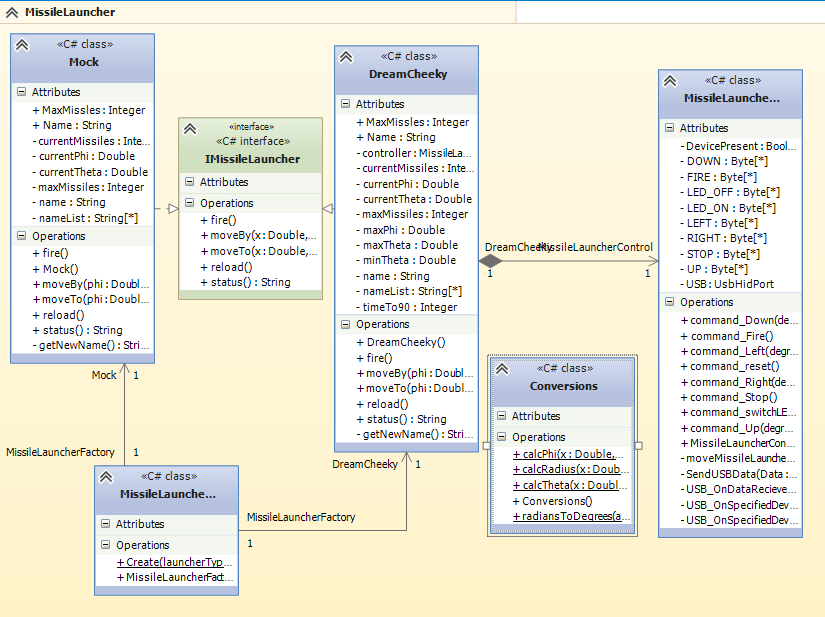 MissileLauncher
«C# class»
Mock
Attributes
+ MaxMissles : Integer
+ Name : String
- currentMissiles : Inte...
- currentPhi : Double
- currentTheta : Double
- maxMissiles : Integer
- name : String
- nameList : String[*]
Operations
+ fire()
+ Mock()
+ moveBy(phi : Doubl...
+ moveTo(phi : Doubl...
+ reload()
+ status() : String
- getNewName() : Stri...
«interface»
«C# interface»
IMissileLauncher
Attributes
Operations
+ fire()
+ moveBy(x : Double,...
+ moveTo(x : Double,...
+ reload()
+ status() : String
«C# class»
DreamCheeky
Attributes
+ MaxMissles : Integer
+ Name : String
- controller : MissileLa...
- currentMissiles : Inte...
- currentPhi : Double
- currentTheta : Double
- maxMissiles : Integer
- maxPhi : Double
- maxTheta : Double
- minTheta : Double
- name : String
- nameList : String[*]
- timeTo90 : Integer
Operations
+ DreamCheeky()
+ fire()
+ moveBy(phi : Doubl...
+ moveTo(phi : Doubl...
+ reload()
+ status() : String
- getNewName() : Stri...
DreamCheeky
MissileLauncherControl
1
1
«C# class»
MissileLaunche...
Attributes
- DevicePresent : Bool...
- DOWN : Byte[*]
- FIRE : Byte[*]
- LED_OFF : Byte[*]
- LED_ON : Byte[*]
- LEFT : Byte[*]
- RIGHT : Byte[*]
- STOP : Byte[*]
- UP : Byte[*]
- USB : UsbHidPort
Operations
+ command_Down(de...
+ command_Fire()
+ command_Left(degr...
+ command_reset()
+ command_Right(de...
+ command_Stop()
+ command_switchLE...
+ command_Up(degr...
+ MissileLauncherCon...
- moveMissileLaunche...
- SendUSBData(Data :...
- USB_OnDataRecieve...
- USB_OnSpecifiedDev...
- USB_OnSpecifiedDev...
«C# class»
Conversions
Attributes
Operations
+ calcPhi(x : Double,...
+ calcRadius(x : Doub...
+ calcTheta(x : Doubl...
+ Conversions()
+ radiansToDegrees(a...
Mock
1
MissileLauncherFactory
1
«C# class»
MissileLaunche...
Attributes
Operations
+ Create(launcherTyp...
+ MissileLauncherFact...
MissileLauncherFactory
1
DreamCheeky
1